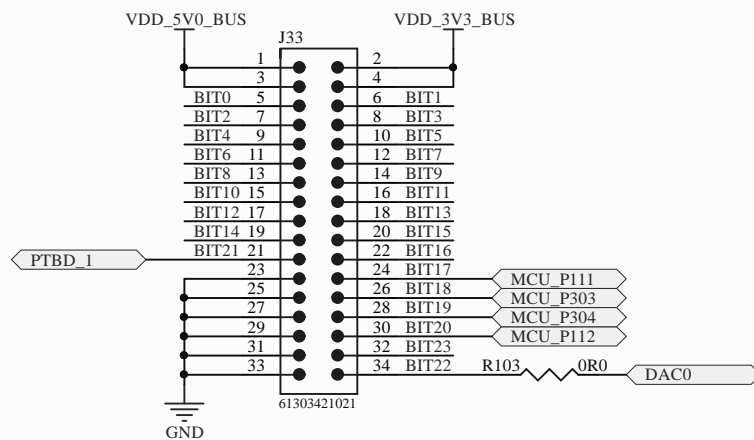 VDD_5V0_BUS VDD_3V3_BUS
J33
1 2
3 4
BIT0 5 6 BIT1
BIT2 7 8 BIT3
BIT4 9 10 BIT5
BIT6 11 12 BIT7
BIT8 13 14 BIT9
BIT10 15 16 BIT11
BIT12 17 18 BIT13
BIT14 19 20 BIT15
PTBD_1 BIT21 21 22 BIT16
23 24 BIT17 MCU_P111
25 26 BIT18 MCU_P303
27 28 BIT19 MCU_P304
29 30 BIT20 MCU_P112
31 32 BIT23
33 34 BIT22 R103 0R0 DAC0
61303421021
GND